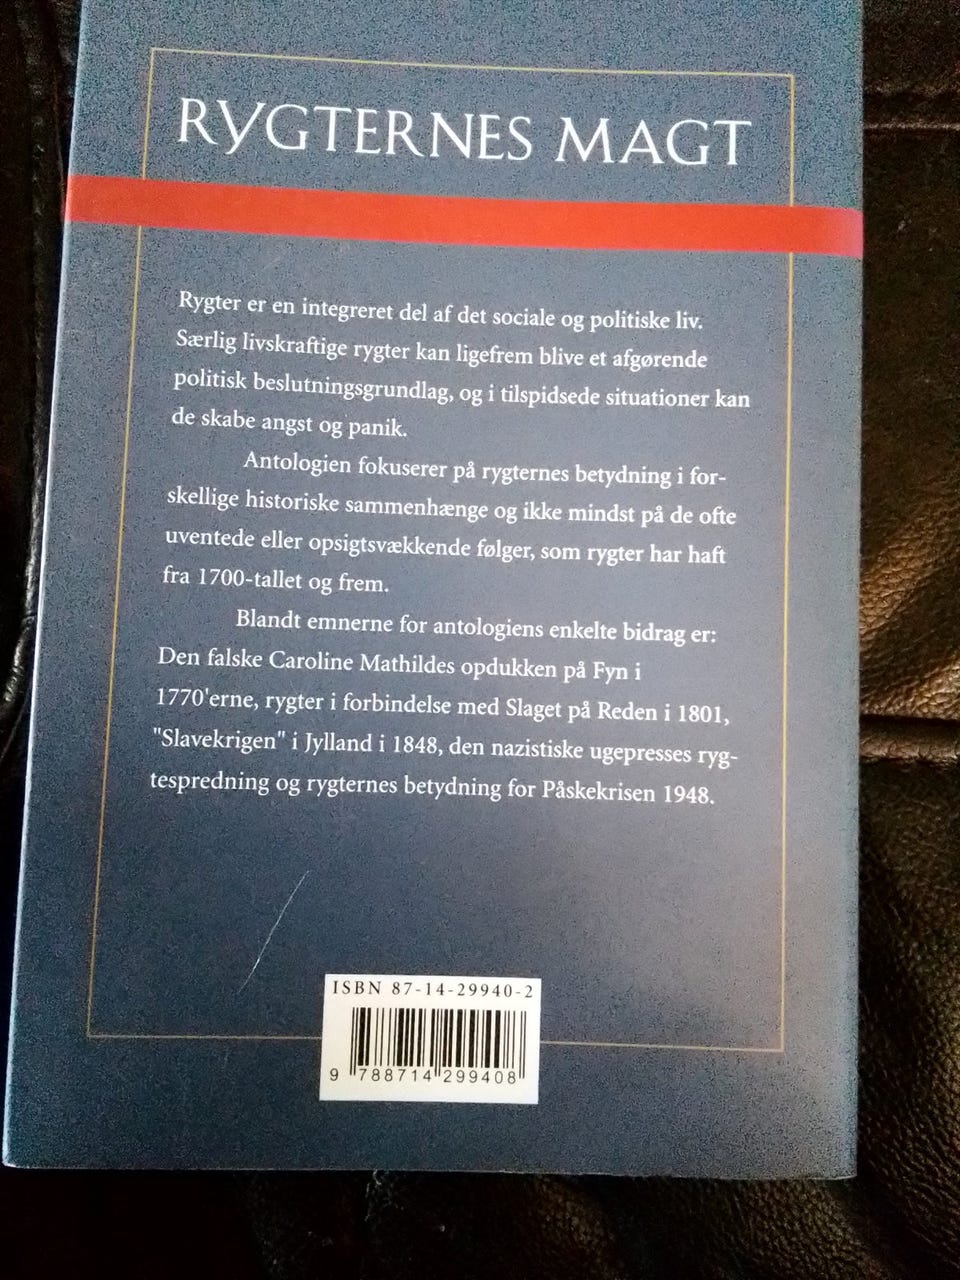 RYGTERNES MAGT
Rygter er en integreret del af det sociale og politiske liv.
Særlig livskraftige rygter kan ligefrem blive et afgørende
politisk beslutningsgrundlag, og i tilspidsede situationer kan
de skabe angst og panik.
Antologien fokuserer på rygternes betydning i for-
skellige historiske sammenhænge og ikke mindst på de ofte
uventede eller opsigtsvækkende følger, som rygter har haft
fra 1700-tallet og frem.
Blandt emnerne for antologiens enkelte bidrag er:
Den falske Caroline Mathildes opdukken på Fyn i
1770'erne, rygter i forbindelse med Slaget på Reden i 1801,
"Slavekrigen" i Jylland i 1848, den nazistiske ugepresses ryg-
tespredning og rygternes betydning for Påskekrisen 1948.
ISBN 87-14-29940-2
9 788714 299408